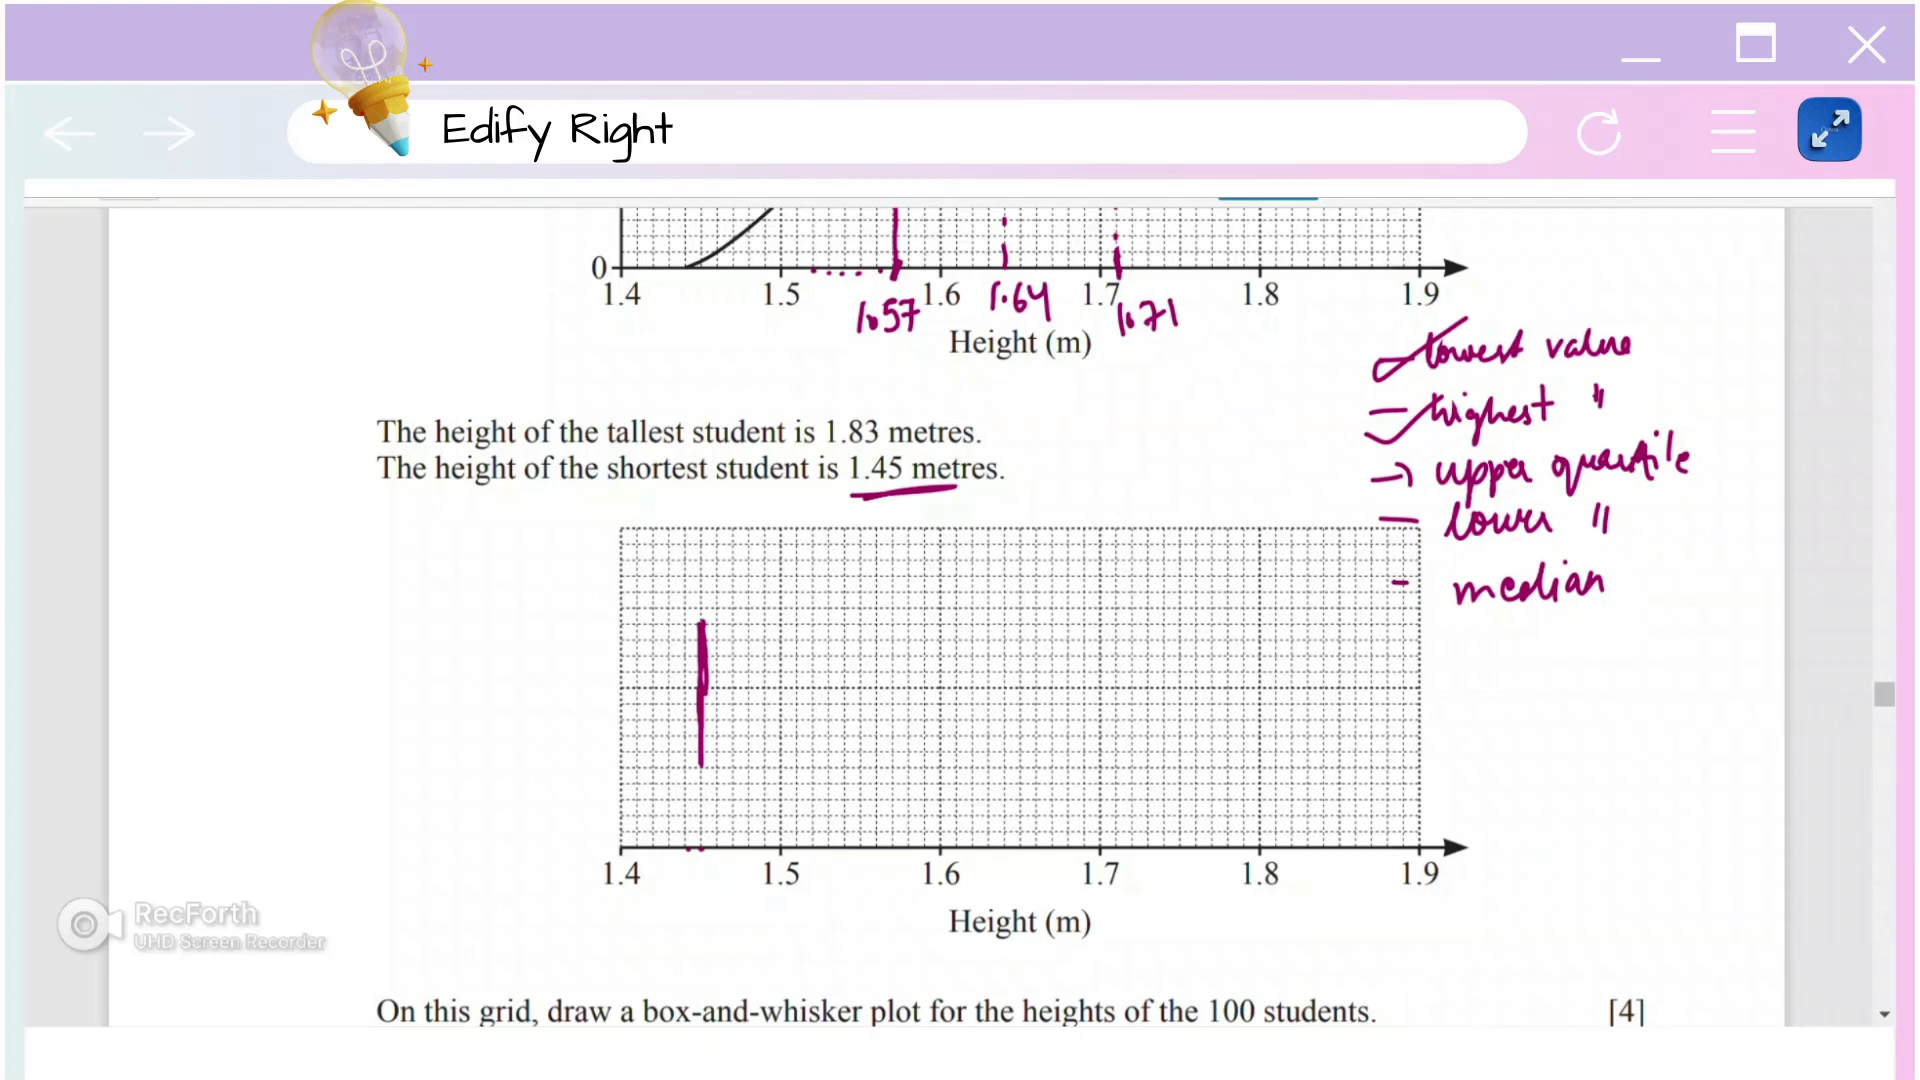 Edify Right
0
1.4 1.5 1.6 1.7 1.8 1.9
1.57 1.64 1.71
Height (m)
lowest value
highest "
The height of the tallest student is 1.83 metres.
The height of the shortest student is 1.45 metres.
upper quartile
lower "
median
1.4 1.5 1.6 1.7 1.8 1.9
Height (m)
RecForth
UHD Screen Recorder
On this grid, draw a box-and-whisker plot for the heights of the 100 students. [4]